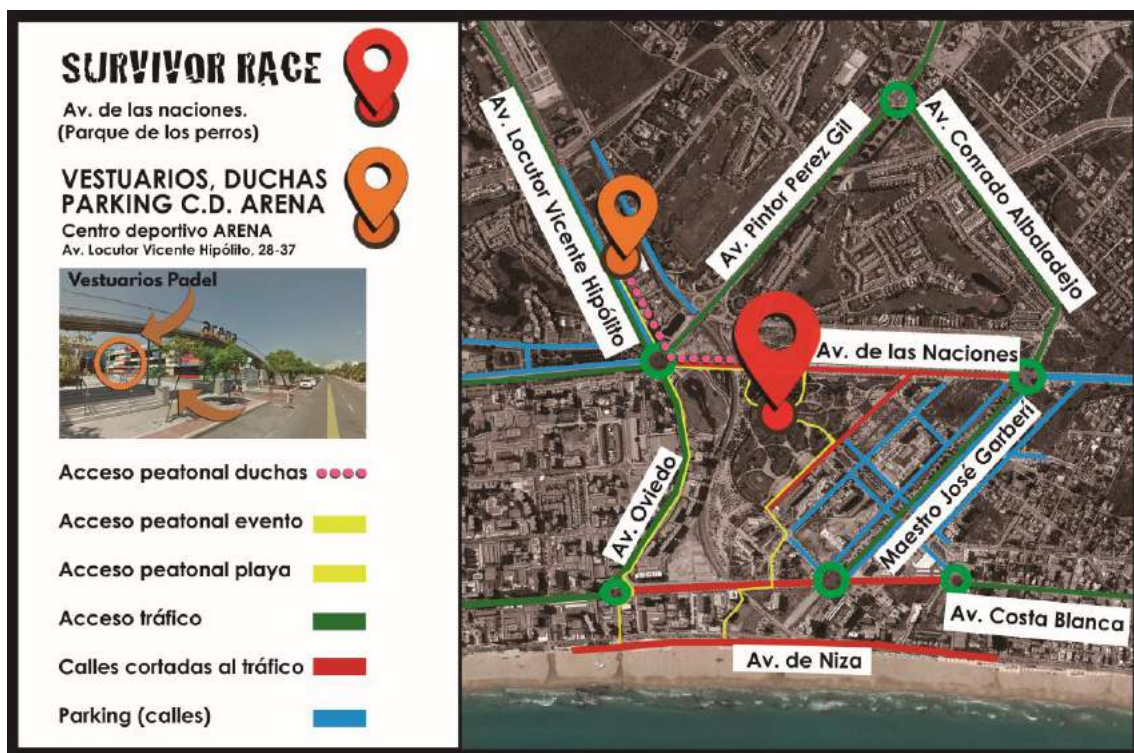 SURVIVOR RACE
Av. de las naciones.
(Parque de los perros)
VESTUARIOS, DUCHAS
PARKING C.D. ARENA
Centro deportivo ARENA
Av. Locutor Vicente Hipólito, 28-37
Vestuarios Padel
arena
Acceso peatonal duchas
Acceso peatonal evento
Acceso peatonal playa
Acceso tráfico
Calles cortadas al tráfico
Parking (calles)
Av. Locutor Vicente Hipólito
Av. Pintor Perez Gil
Av. Conrado Albaladejo
Av. de las Naciones
Av. Oviedo
Maestro José Garberí
Av. Costa Blanca
Av. de Niza